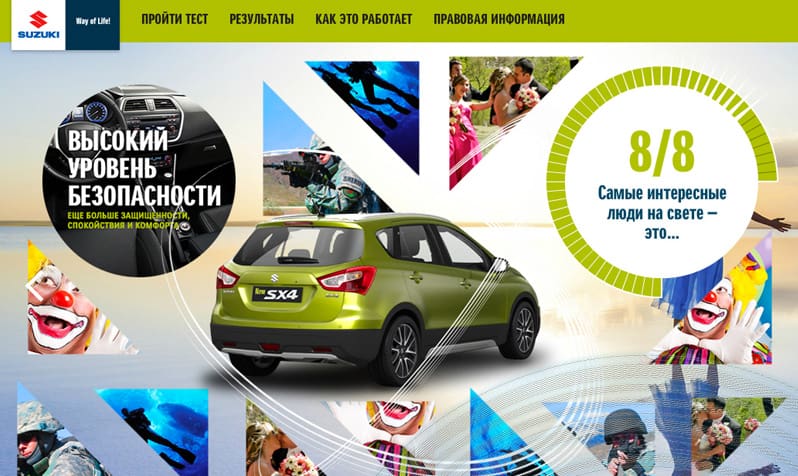 SUZUKI
Way of Life!
ПРОЙТИ ТЕСТ
РЕЗУЛЬТАТЫ
КАК ЭТО РАБОТАЕТ
ПРАВОВАЯ ИНФОРМАЦИЯ
ВЫСОКИЙ
УРОВЕНЬ
БЕЗОПАСНОСТИ
ЕЩЕ БОЛЬШЕ ЗАЩИЩЕННОСТИ,
СПОКОЙСТВИЯ И КОМФОРТА
8/8
Самые интересные
люди на свете –
это...
New SX4